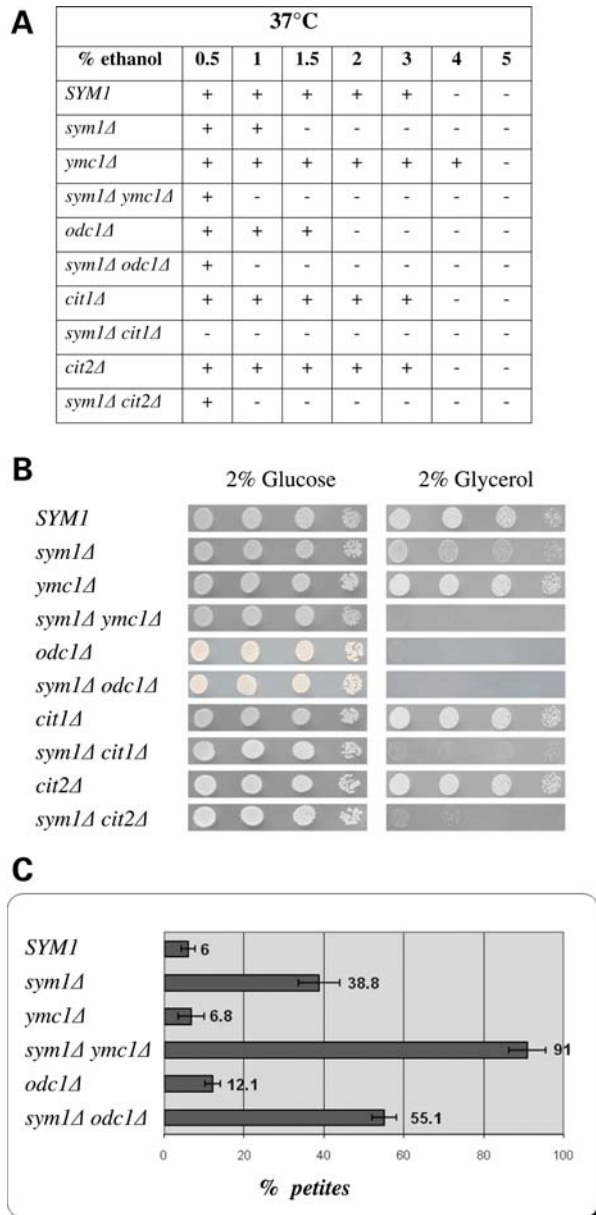 A
37°C
% ethanol 0.5 1 1.5 2 3 4 5
SYM1 + + + + + - -
sym1Δ + + - - - - -
ymc1Δ + + + + + + -
sym1Δ ymc1Δ + - - - - - -
odc1Δ + + + - - - -
sym1Δ odc1Δ + - - - - - -
cit1Δ + + + + + - -
sym1Δ cit1Δ - - - - - - -
cit2Δ + + + + + - -
sym1Δ cit2Δ + - - - - - -
B
2% Glucose 2% Glycerol
SYM1
sym1Δ
ymc1Δ
sym1Δ ymc1Δ
odc1Δ
sym1Δ odc1Δ
cit1Δ
sym1Δ cit1Δ
cit2Δ
sym1Δ cit2Δ
C
SYM1 6
sym1Δ 38.8
ymc1Δ 6.8
sym1Δ ymc1Δ 91
odc1Δ 12.1
sym1Δ odc1Δ 55.1
0 20 40 60 80 100
% petites